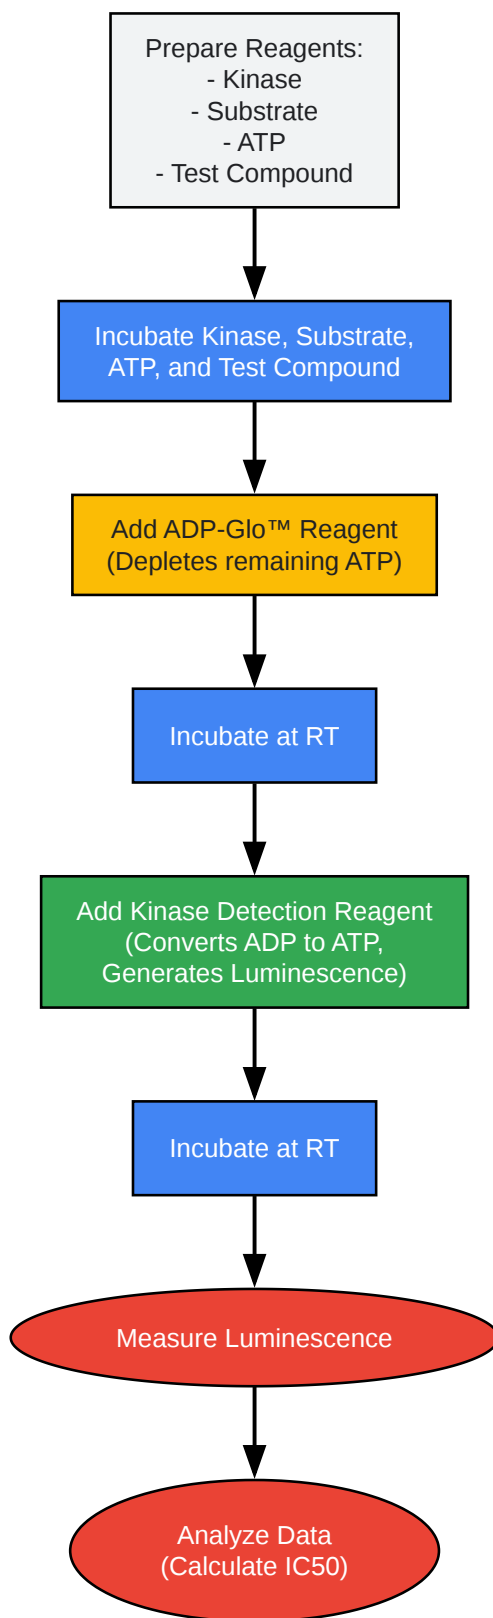 Prepare Reagents:
- Kinase
- Substrate
- ATP
- Test Compound
Incubate Kinase, Substrate,
ATP, and Test Compound
Add ADP-Glo™ Reagent
(Depletes remaining ATP)
Incubate at RT
Add Kinase Detection Reagent
(Converts ADP to ATP,
Generates Luminescence)
Incubate at RT
Measure Luminescence
Analyze Data
(Calculate IC50)